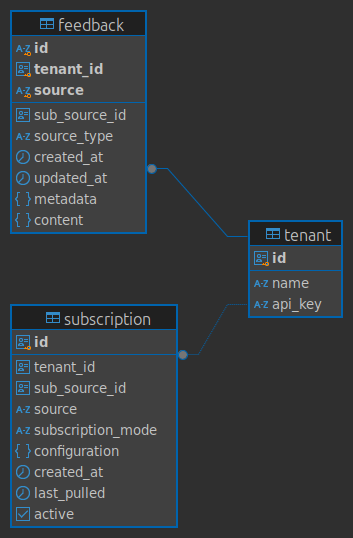 feedback
A-Z id
tenant_id
A-Z source
sub_source_id
A-Z source_type
created_at
updated_at
{ } metadata
{ } content
tenant
id
A-Z name
A-Z api_key
subscription
id
tenant_id
sub_source_id
A-Z source
A-Z subscription_mode
{ } configuration
created_at
last_pulled
active